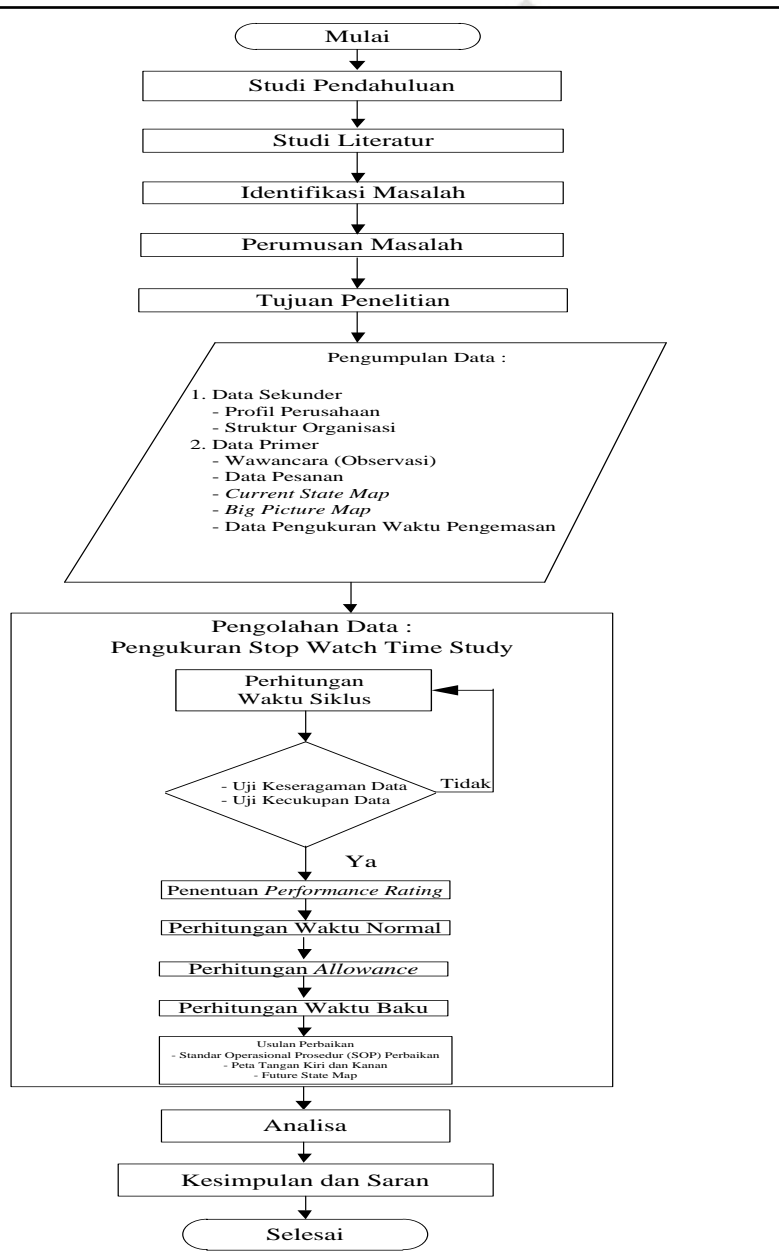 Mulai
Studi Pendahuluan
Studi Literatur
Identifikasi Masalah
Perumusan Masalah
Tujuan Penelitian
Pengumpulan Data :
1. Data Sekunder
- Profil Perusahaan
- Struktur Organisasi
2. Data Primer
- Wawancara (Observasi)
- Data Pesanan
- Current State Map
- Big Picture Map
- Data Pengukuran Waktu Pengemasan
Pengolahan Data :
Pengukuran Stop Watch Time Study
Perhitungan
Waktu Siklus
- Uji Keseragaman Data
- Uji Kecukupan Data
Tidak
Ya
Penentuan Performance Rating
Perhitungan Waktu Normal
Perhitungan Allowance
Perhitungan Waktu Baku
Usulan Perbaikan
- Standar Operasional Prosedur (SOP) Perbaikan
- Peta Tangan Kiri dan Kanan
- Future State Map
Analisa
Kesimpulan dan Saran
Selesai